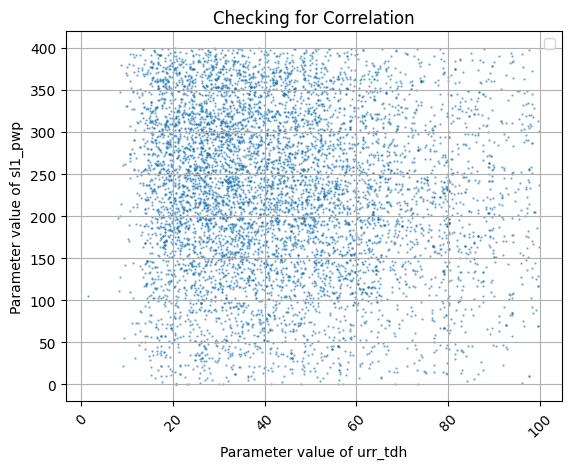 Checking for Correlation
400
350
300
250
200
150
100
50
0
Parameter value of sl1_pwp
0 20 40 60 80 100
Parameter value of urr_tdh